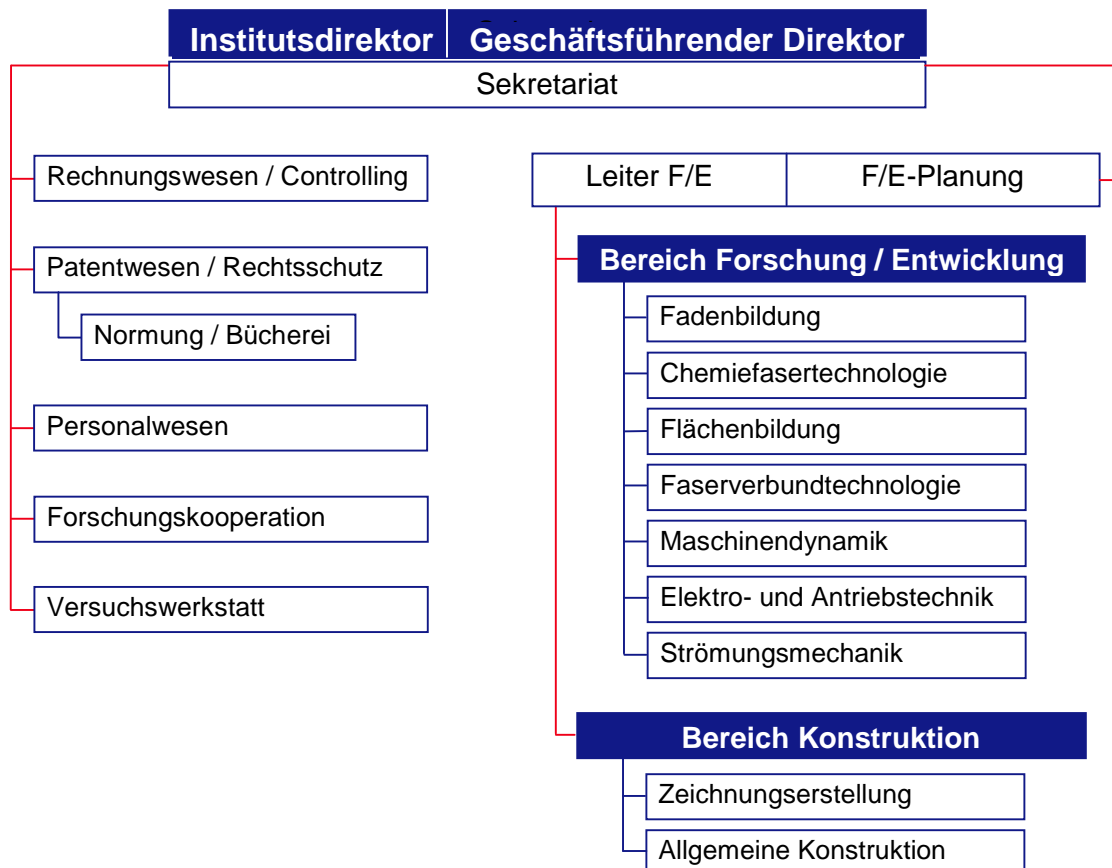 Institutsdirektor Geschäftsführender Direktor
Sekretariat
Rechnungswesen / Controlling
Patentwesen / Rechtsschutz
Normung / Bücherei
Personalwesen
Forschungskooperation
Versuchswerkstatt
Leiter F/E F/E-Planung
Bereich Forschung / Entwicklung
Fadenbildung
Chemiefasertechnologie
Flächenbildung
Faserverbundtechnologie
Maschinendynamik
Elektro- und Antriebstechnik
Strömungsmechanik
Bereich Konstruktion
Zeichnungserstellung
Allgemeine Konstruktion